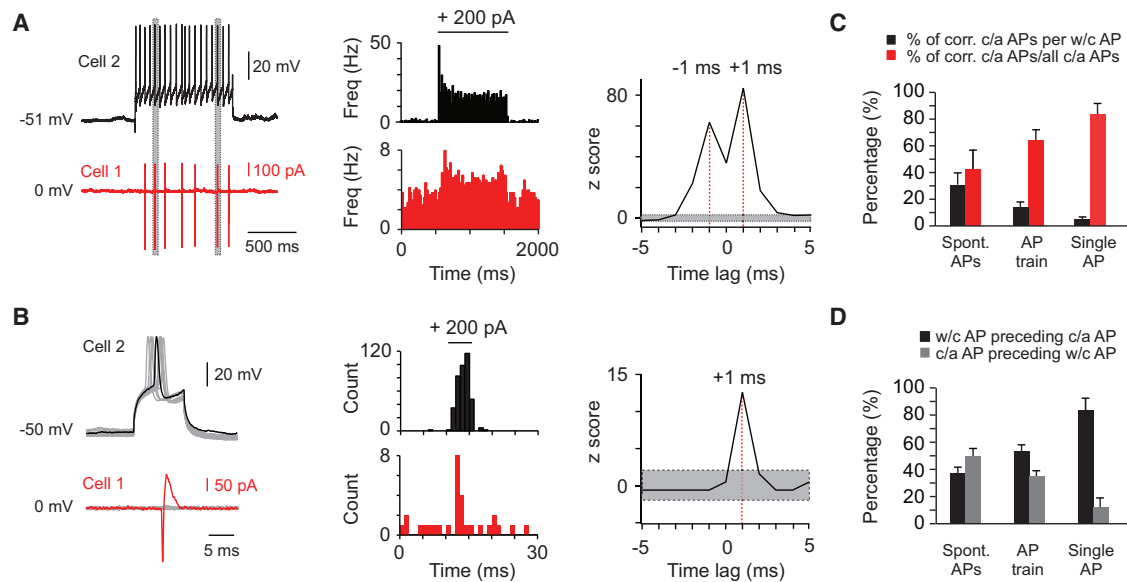 A
Cell 2
20 mV
-51 mV
Cell 1
100 pA
0 mV
500 ms
+ 200 pA
50
Freq (Hz)
0
8
Freq (Hz)
0
0
2000
Time (ms)
-1 ms
+1 ms
80
40
0
z score
-5
0
5
Time lag (ms)
C
% of corr. c/a APs per w/c AP
% of corr. c/a APs/all c/a APs
100
80
60
40
20
0
Percentage (%)
Spont. APs
AP train
Single AP
B
Cell 2
20 mV
-50 mV
Cell 1
50 pA
0 mV
5 ms
+ 200 pA
120
Count
0
8
Count
0
0
30
Time (ms)
+1 ms
15
0
z score
-5
0
5
Time lag (ms)
D
w/c AP preceding c/a AP
c/a AP preceding w/c AP
100
80
60
40
20
0
Percentage (%)
Spont. APs
AP train
Single AP